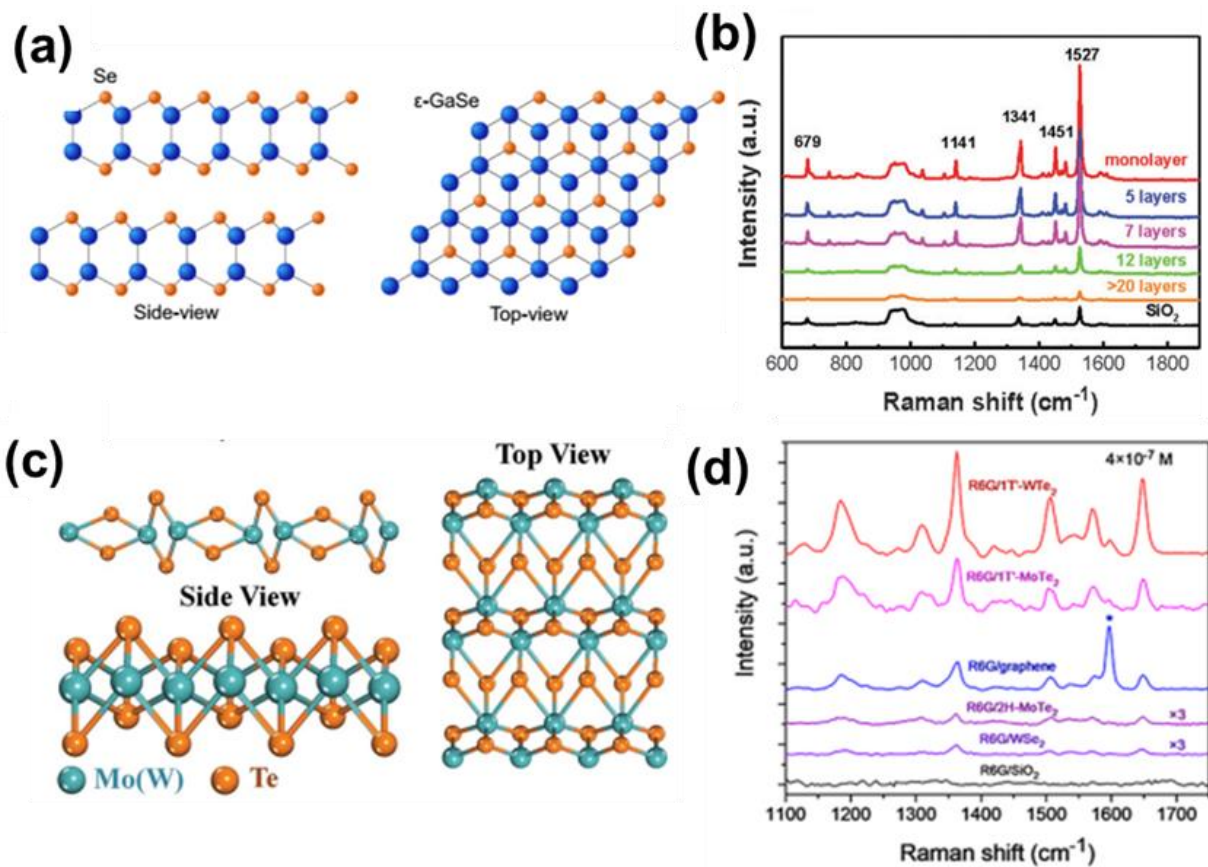 (a)
Se
ε-GaSe
Side-view
Top-view
(b)
Intensity (a.u.)
679
1141
1341
1451
1527
monolayer
5 layers
7 layers
12 layers
>20 layers
SiO2
600 800 1000 1200 1400 1600 1800
Raman shift (cm-1)
(c)
Top View
Side View
Mo(W)
Te
(d)
4×10-7 M
Intensity (a.u.)
R6G/1T'-WTe2
R6G/1T'-MoTe2
*
R6G/graphene
R6G/2H-MoTe2 ×3
R6G/WSe2 ×3
R6G/SiO2
1100 1200 1300 1400 1500 1600 1700
Raman shift (cm-1)